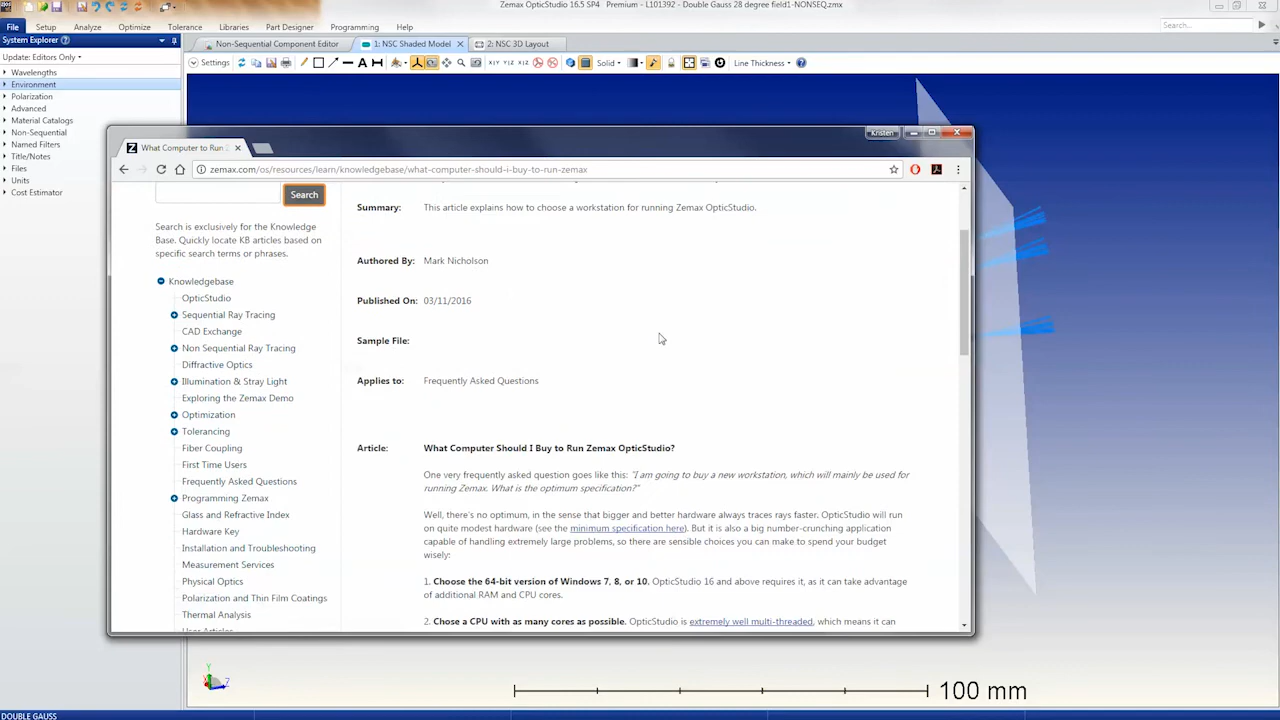 Zemax OpticStudio 16.5 SP4 Premium - L101392 - Double Gauss 28 degree field1-NONSEQ.zmx
File Setup Analyze Optimize Tolerance Libraries Part Designer Programming Help
Search...
System Explorer
Update: Editors Only
Non-Sequential Component Editor
1: NSC Shaded Model
2: NSC 3D Layout
Settings
Solid
Line Thickness
Wavelengths
Environment
Polarization
Advanced
Material Catalogs
Non-Sequential
Named Filters
Title/Notes
Files
Units
Cost Estimator
Kristen
What Computer to Run Z
zemax.com/os/resources/learn/knowledgebase/what-computer-should-i-buy-to-run-zemax
Search
Search is exclusively for the Knowledge
Base. Quickly locate KB articles based on
specific search terms or phrases.
Knowledgebase
OpticStudio
Sequential Ray Tracing
CAD Exchange
Non Sequential Ray Tracing
Diffractive Optics
Illumination & Stray Light
Exploring the Zemax Demo
Optimization
Tolerancing
Fiber Coupling
First Time Users
Frequently Asked Questions
Programming Zemax
Glass and Refractive Index
Hardware Key
Installation and Troubleshooting
Measurement Services
Physical Optics
Polarization and Thin Film Coatings
Thermal Analysis
User Articles
Summary: This article explains how to choose a workstation for running Zemax OpticStudio.
Authored By: Mark Nicholson
Published On: 03/11/2016
Sample File:
Applies to: Frequently Asked Questions
Article: What Computer Should I Buy to Run Zemax OpticStudio?
One very frequently asked question goes like this: "I am going to buy a new workstation, which will mainly be used for
running Zemax. What is the optimum specification?"
Well, there's no optimum, in the sense that bigger and better hardware always traces rays faster. OpticStudio will run
on quite modest hardware (see the minimum specification here). But it is also a big number-crunching application
capable of handling extremely large problems, so there are sensible choices you can make to spend your budget
wisely:
1. Choose the 64-bit version of Windows 7, 8, or 10. OpticStudio 16 and above requires it, as it can take advantage
of additional RAM and CPU cores.
2. Chose a CPU with as many cores as possible. OpticStudio is extremely well multi-threaded, which means it can
Y
Z
100 mm
DOUBLE GAUSS